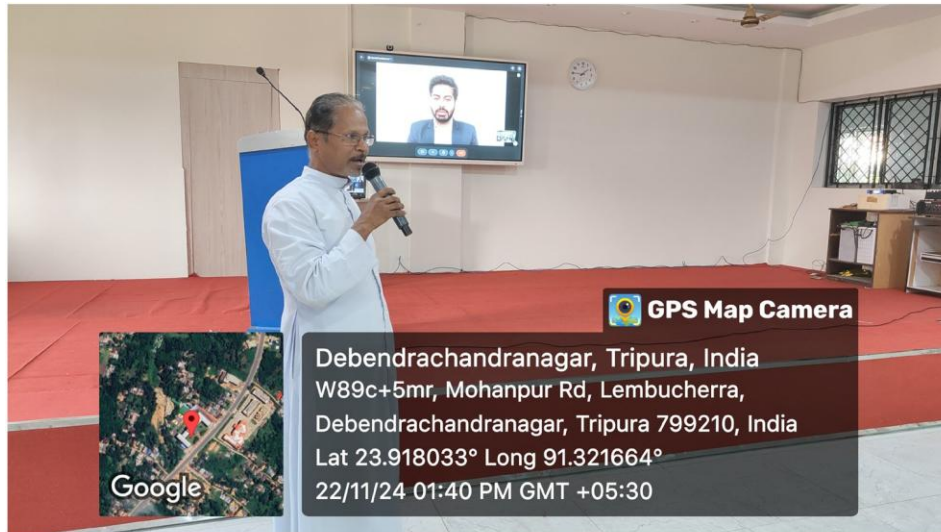 GPS Map Camera
Debendrachandranagar, Tripura, India
W89c+5mr, Mohanpur Rd, Lembucherra,
Debendrachandranagar, Tripura 799210, India
Lat 23.918033° Long 91.321664°
22/11/24 01:40 PM GMT +05:30
Google